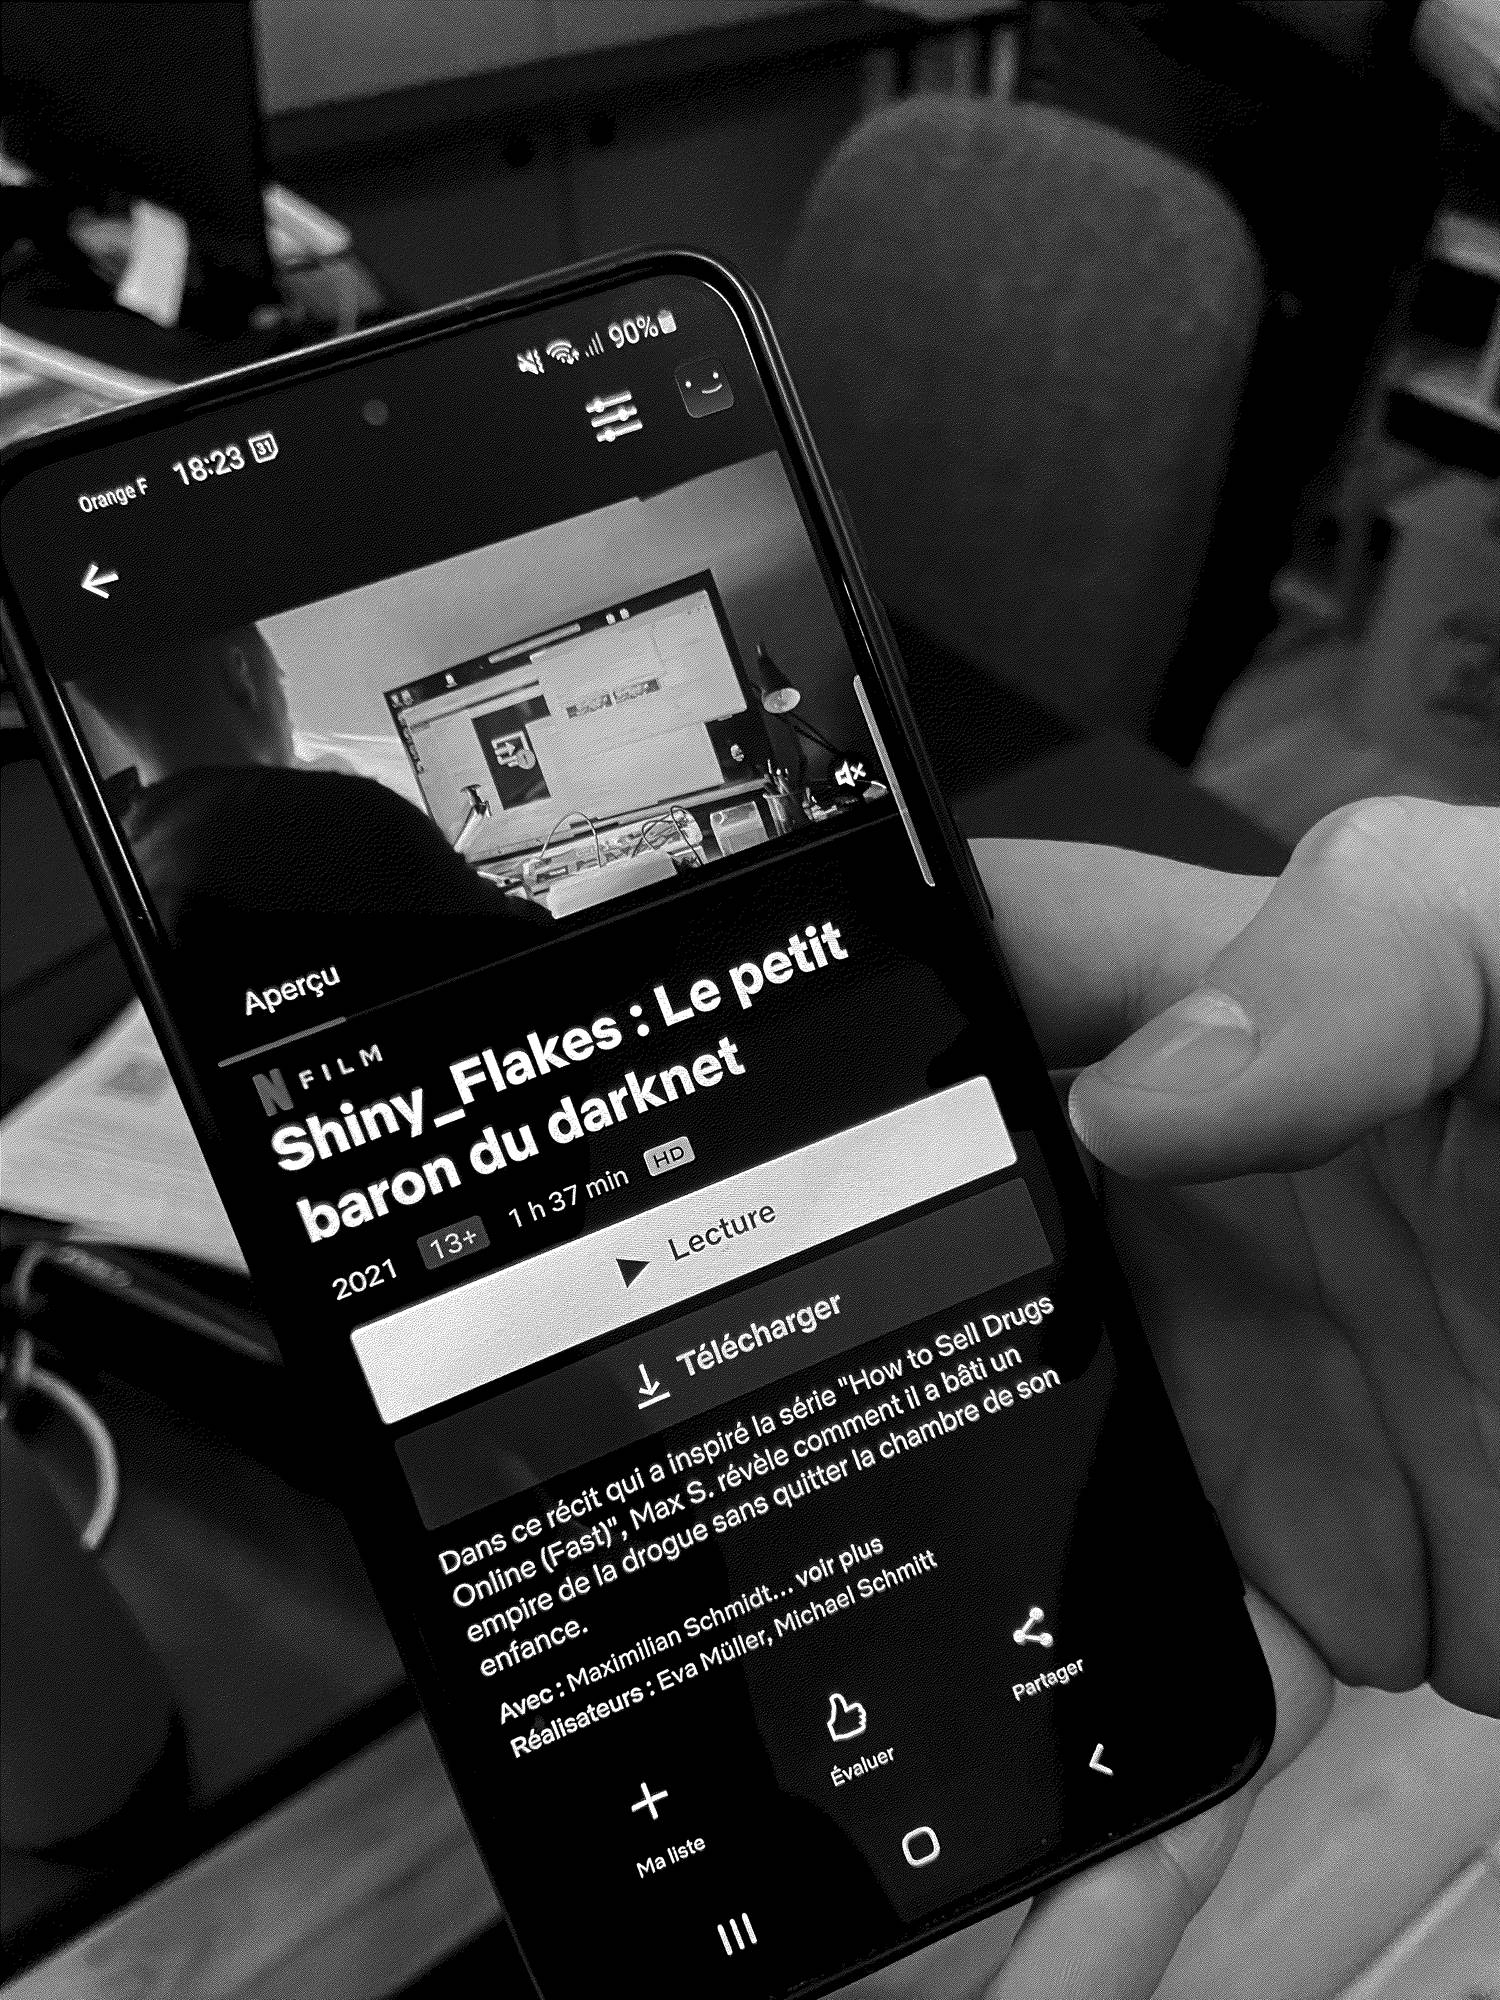 90%
Orange F 18:23 31
Aperçu
N FILM
Shiny_Flakes : Le petit
baron du darknet
2021 13+ 1 h 37 min HD
Lecture
Télécharger
Dans ce récit qui a inspiré la série "How to Sell Drugs
Online (Fast)", Max S. révèle comment il a bâti un
empire de la drogue sans quitter la chambre de son
enfance.
Avec : Maximilian Schmidt... voir plus
Réalisateurs : Eva Müller, Michael Schmitt
Ma liste
Évaluer
Partager